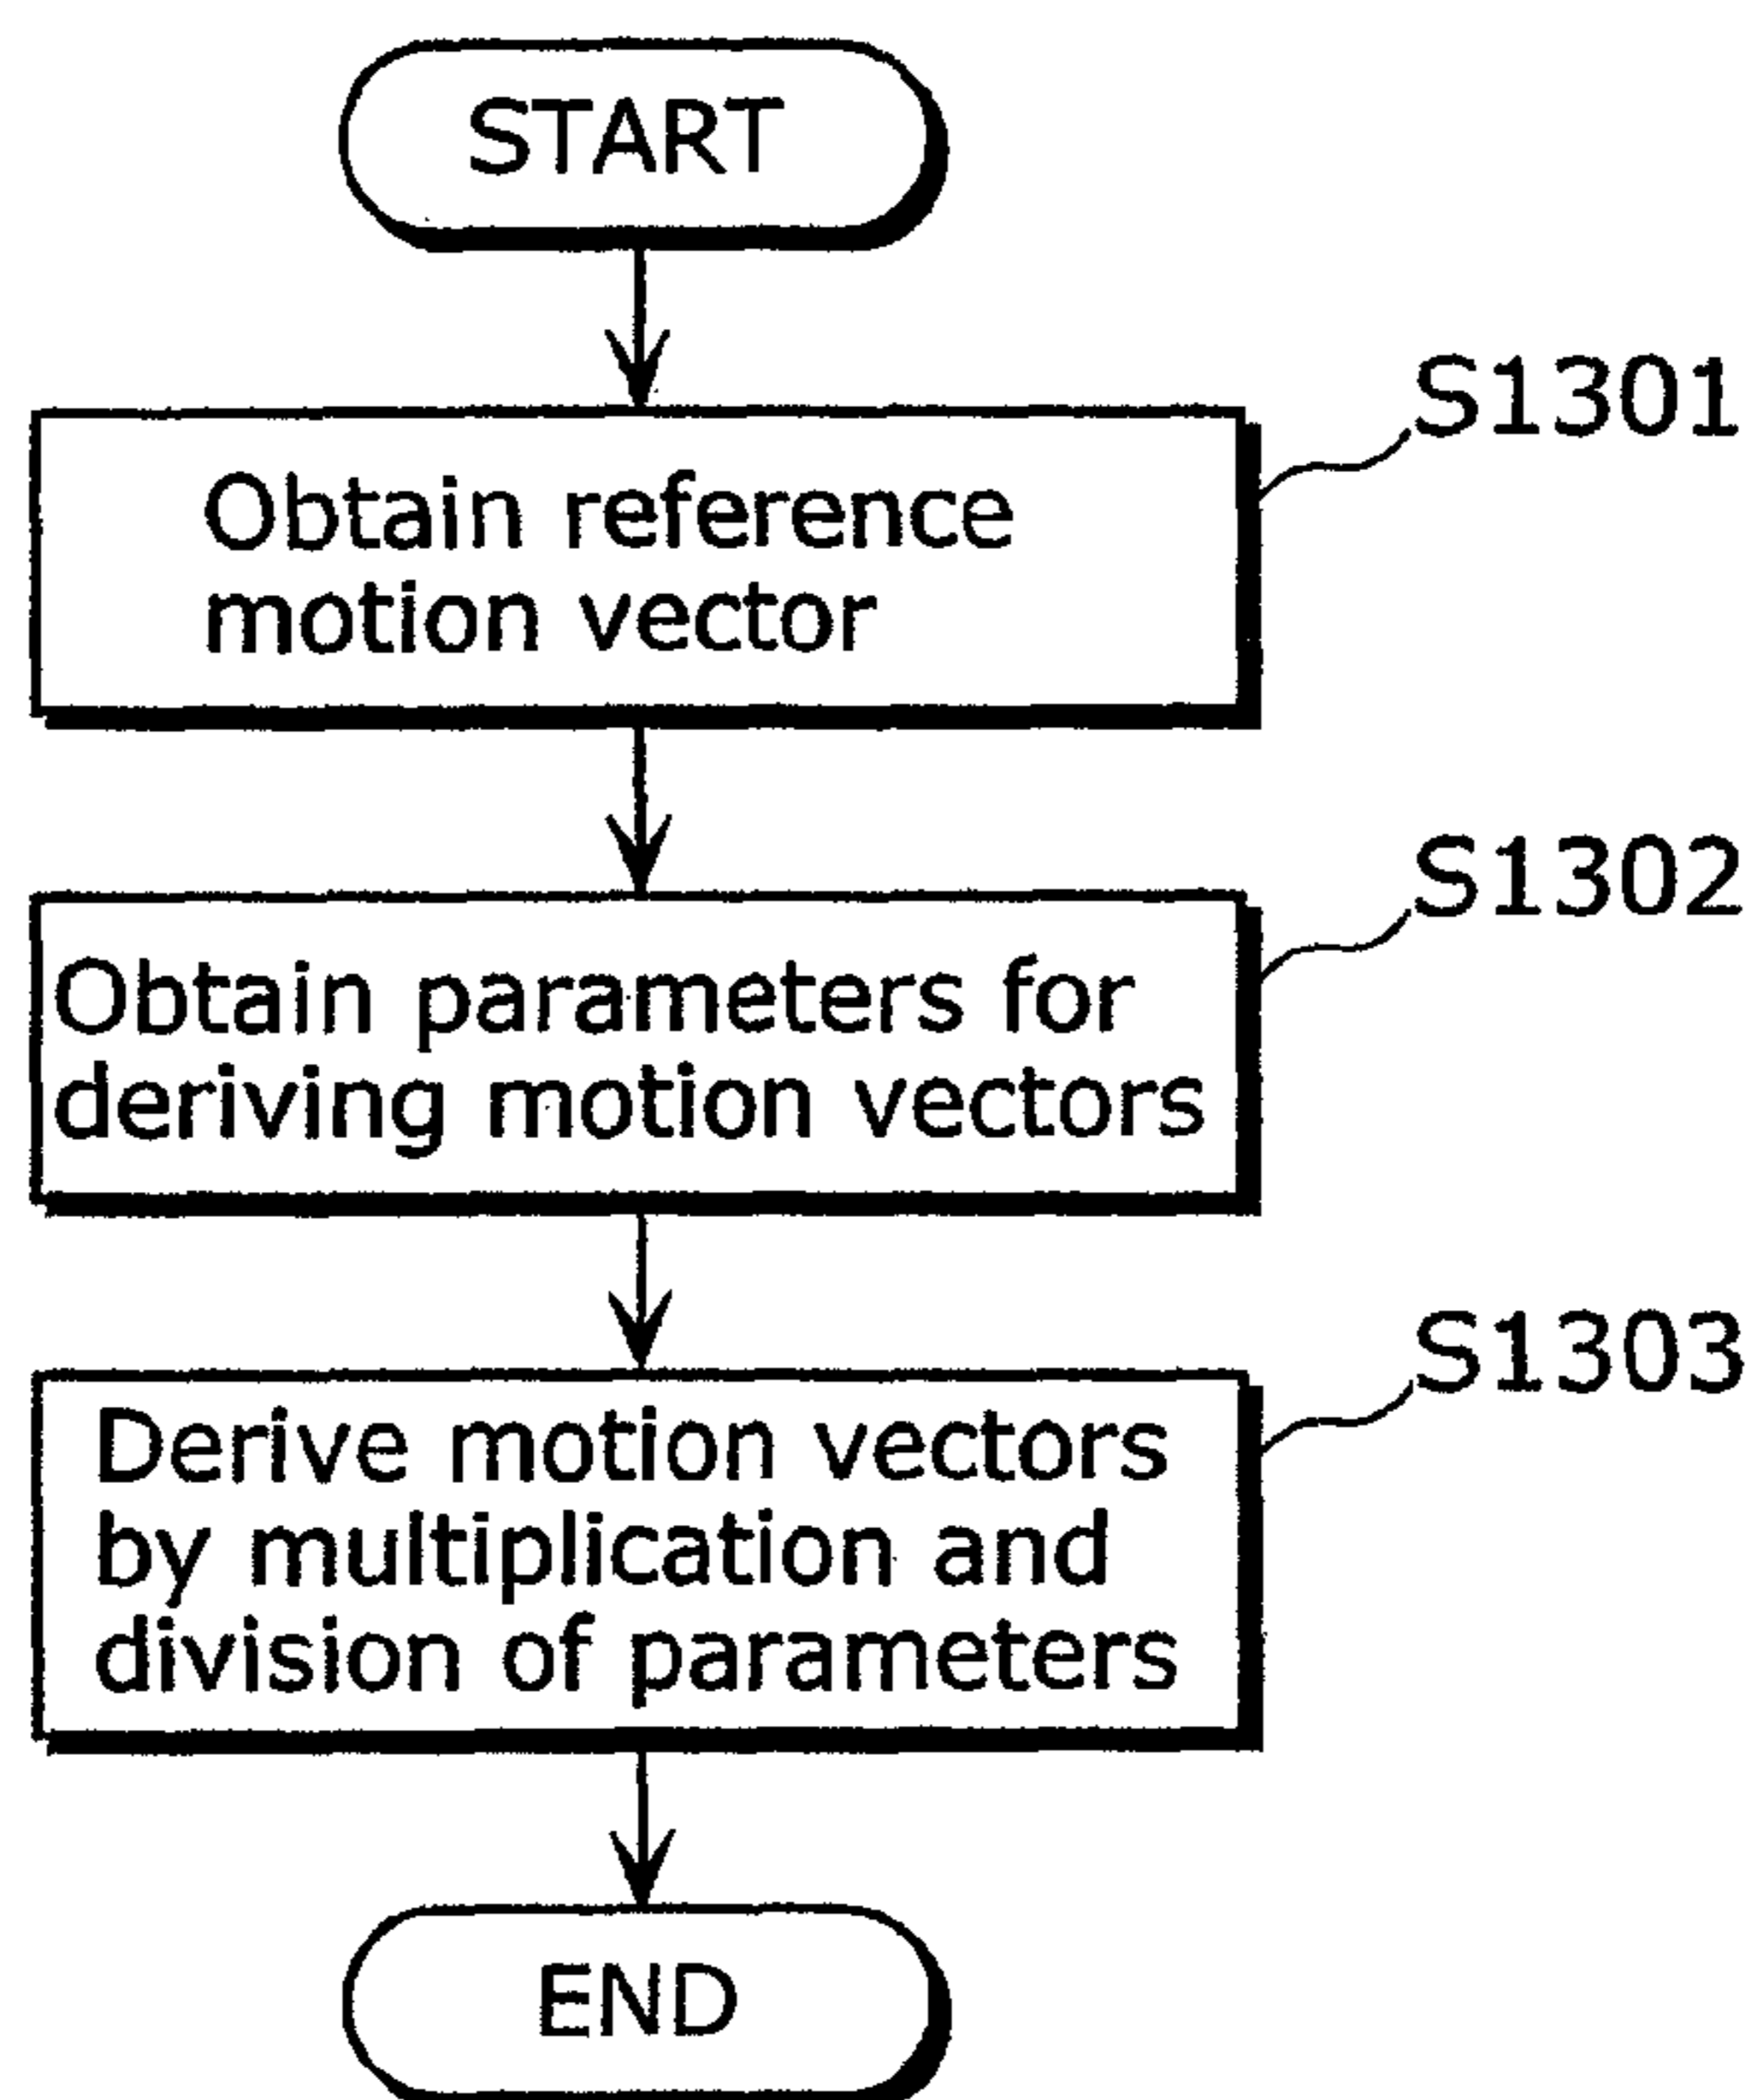 START
S1301
Obtain reference
motion vector
S1302
Obtain parameters for
deriving motion vectors
S1303
Derive motion vectors
by multiplication and
division of parameters
END